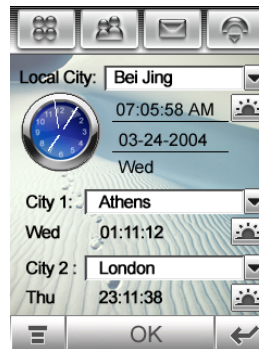 Local City: Bei Jing
07:05:58 AM
03-24-2004
Wed
City 1: Athens
Wed 01:11:12
City 2 : London
Thu 23:11:38
OK